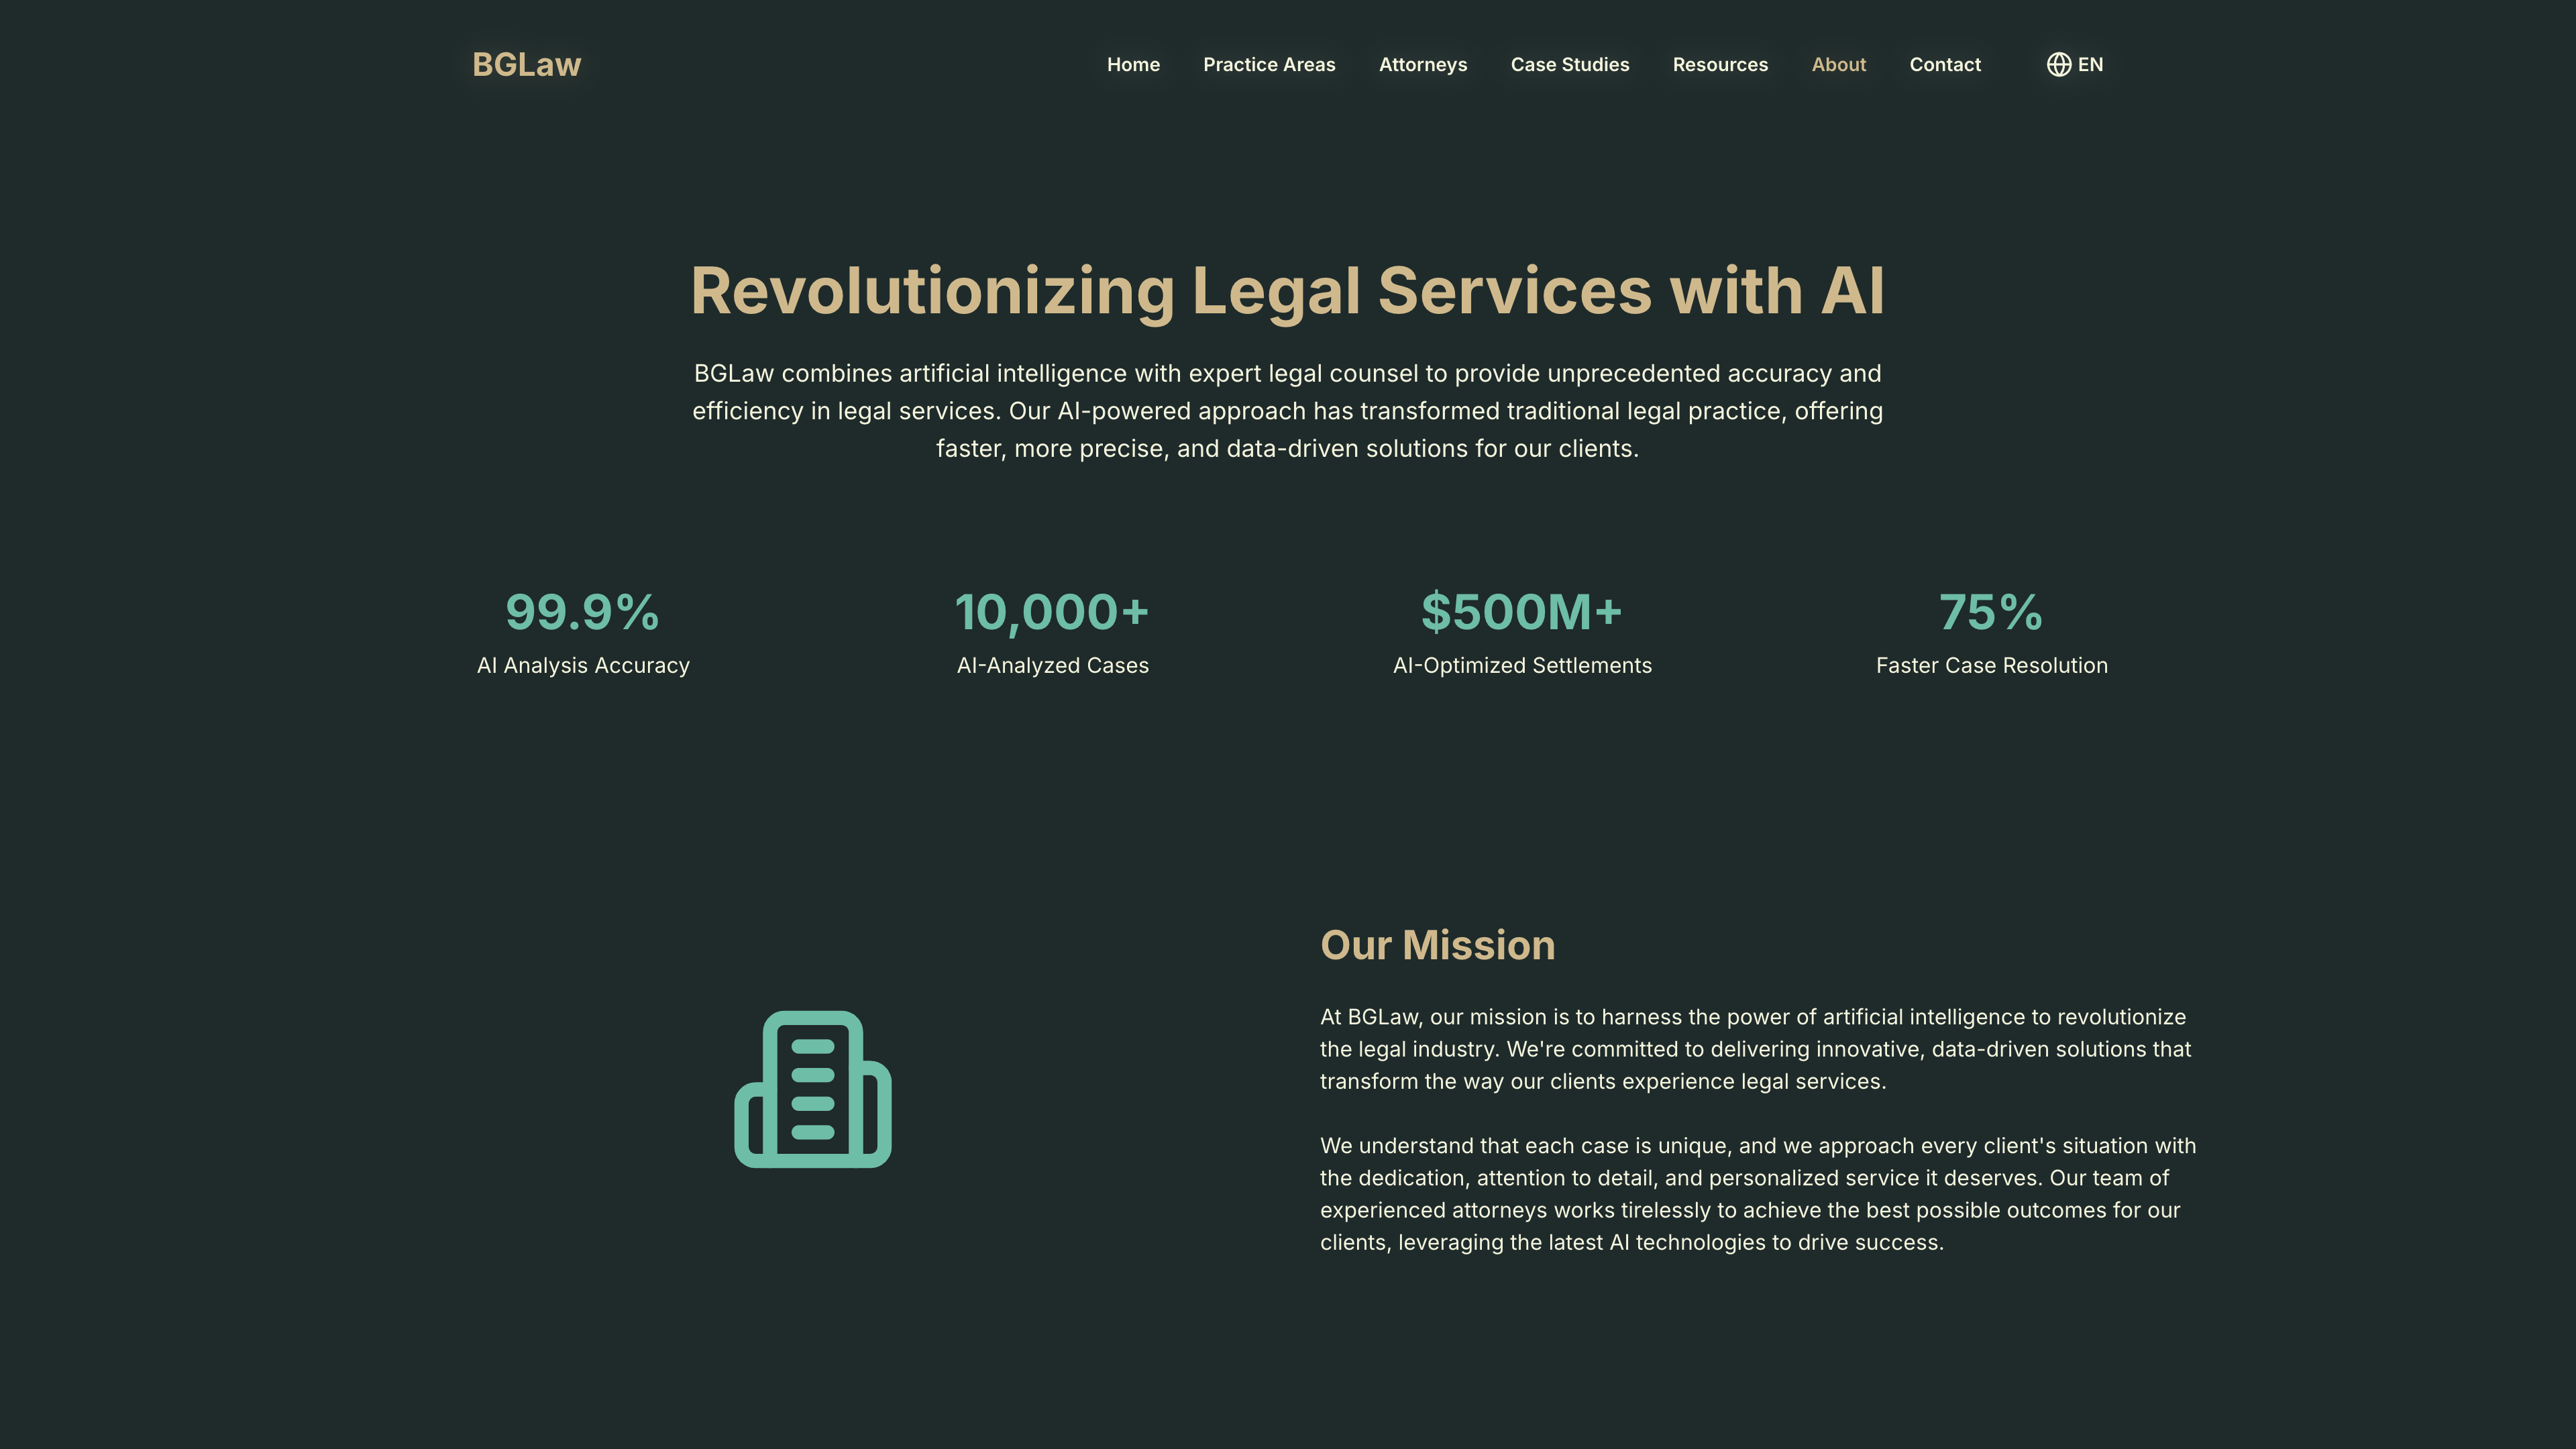 BGLaw
Home
Practice Areas
Attorneys
Case Studies
Resources
About
Contact
EN
Revolutionizing Legal Services with AI
BGLaw combines artificial intelligence with expert legal counsel to provide unprecedented accuracy and
efficiency in legal services. Our AI-powered approach has transformed traditional legal practice, offering
faster, more precise, and data-driven solutions for our clients.
99.9%
AI Analysis Accuracy
10,000+
AI-Analyzed Cases
$500M+
AI-Optimized Settlements
75%
Faster Case Resolution
Our Mission
At BGLaw, our mission is to harness the power of artificial intelligence to revolutionize
the legal industry. We're committed to delivering innovative, data-driven solutions that
transform the way our clients experience legal services.
We understand that each case is unique, and we approach every client's situation with
the dedication, attention to detail, and personalized service it deserves. Our team of
experienced attorneys works tirelessly to achieve the best possible outcomes for our
clients, leveraging the latest AI technologies to drive success.